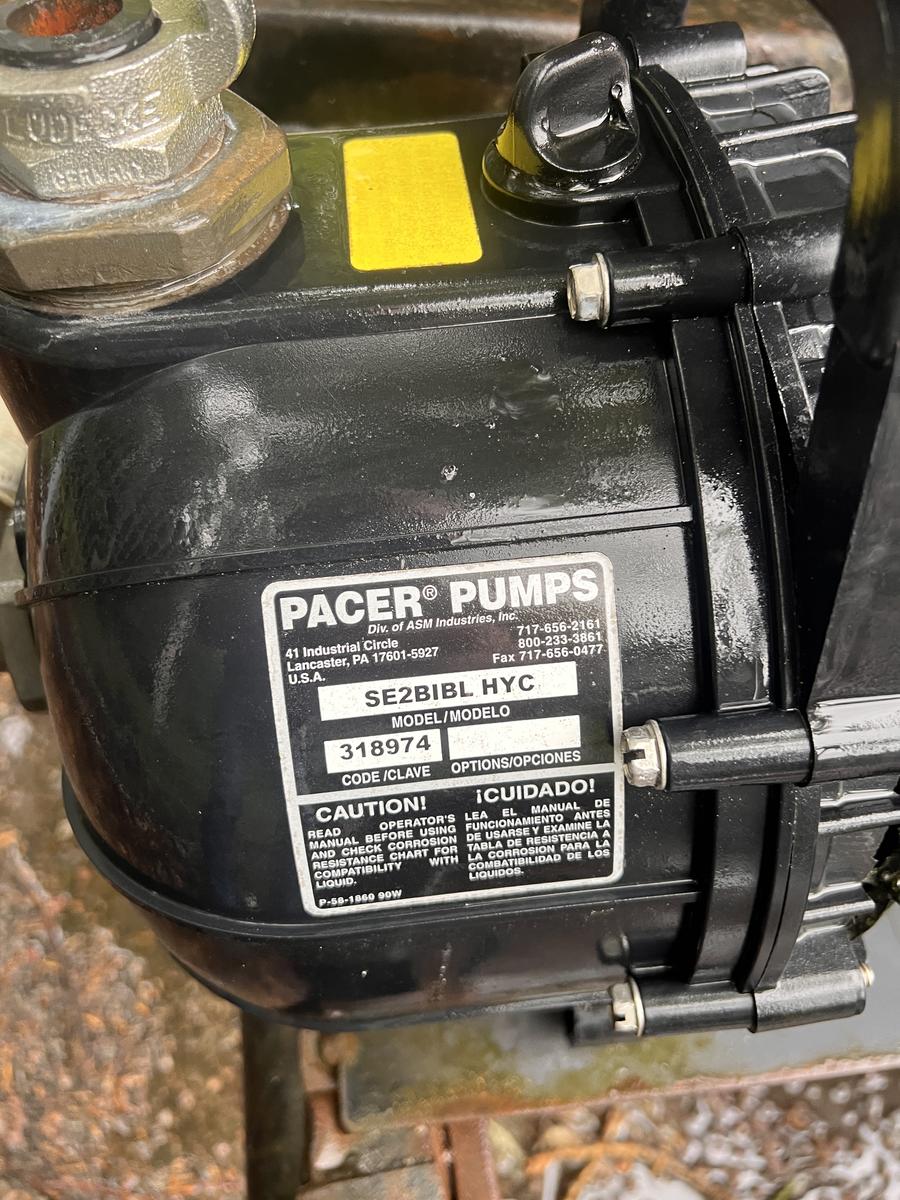 LUDECKE
GERMANY
PACER® PUMPS
Div. of ASM Industries, Inc.
41 Industrial Circle
Lancaster, PA 17601-5927
U.S.A.
717-656-2161
800-233-3861
Fax 717-656-0477
SE2BIBL HYC
MODEL/MODELO
318974
CODE/CLAVE OPTIONS/OPCIONES
CAUTION!
READ OPERATOR'S
MANUAL BEFORE USING
AND CHECK CORROSION
RESISTANCE CHART FOR
COMPATIBILITY WITH
LIQUID.
¡CUIDADO!
LEA EL MANUAL DE
FUNCIONAMIENTO ANTES
DE USARSE Y EXAMINE LA
TABLA DE RESISTENCIA A
LA CORROSION PARA LA
COMBATIBILIDAD DE LOS
LIQUIDOS.
P-58-1860 90W